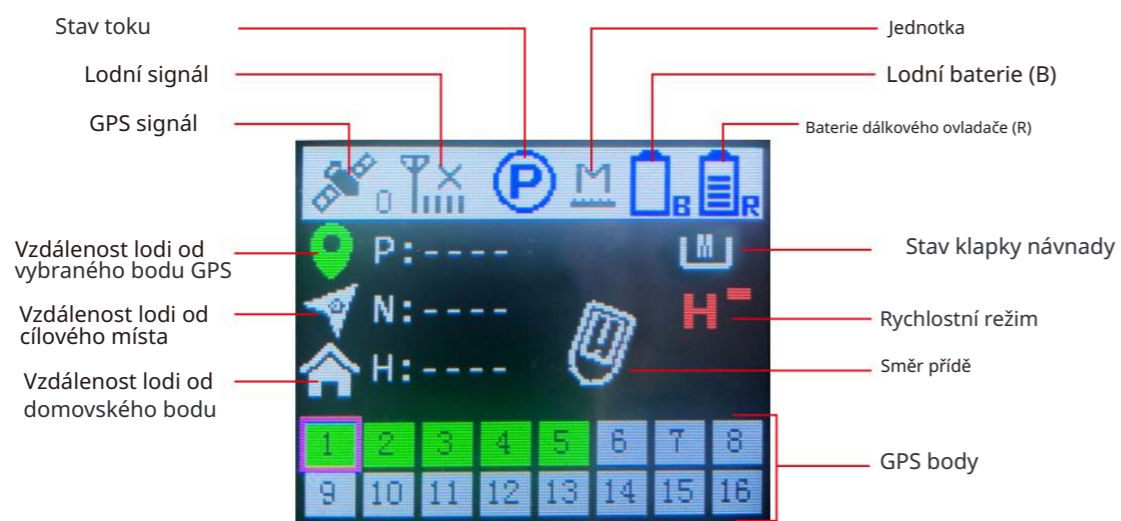 Stav toku
Lodní signál
GPS signál
Jednotka
Lodní baterie (B)
Baterie dálkového ovladače (R)
0
P
M
B
R
Vzdálenost lodi od
vybraného bodu GPS
P:----
M
Stav klapky návnady
Vzdálenost lodi od
cílového místa
N:----
H
Rychlostní režim
Vzdálenost lodi od
domovského bodu
H:----
Směr přídě
1 2 3 4 5 6 7 8
9 10 11 12 13 14 15 16
GPS body